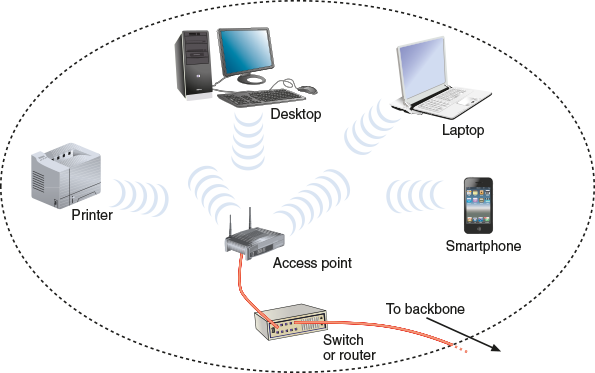 Desktop
Laptop
Printer
Smartphone
Access point
To backbone
Switch
or router